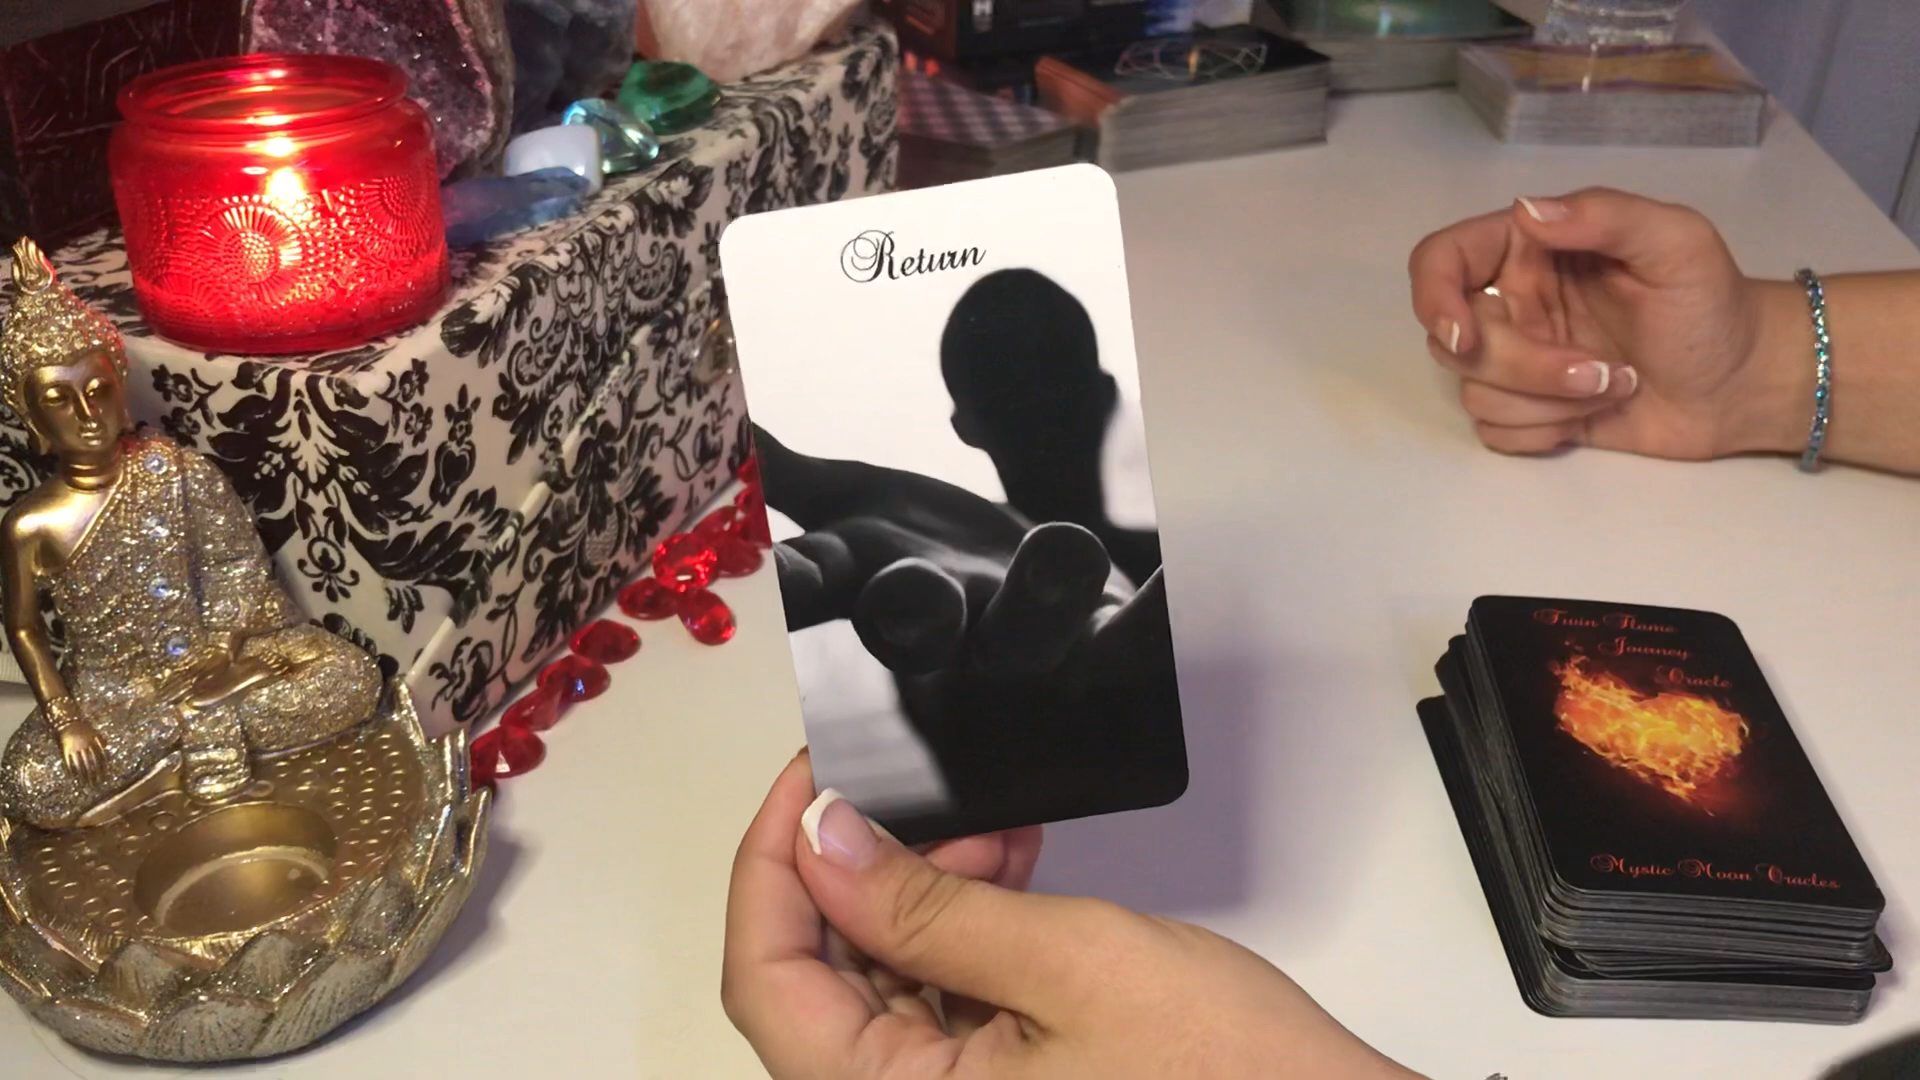 Return
Twin Flame
Journey
Oracle
Mystic Moon Oracles